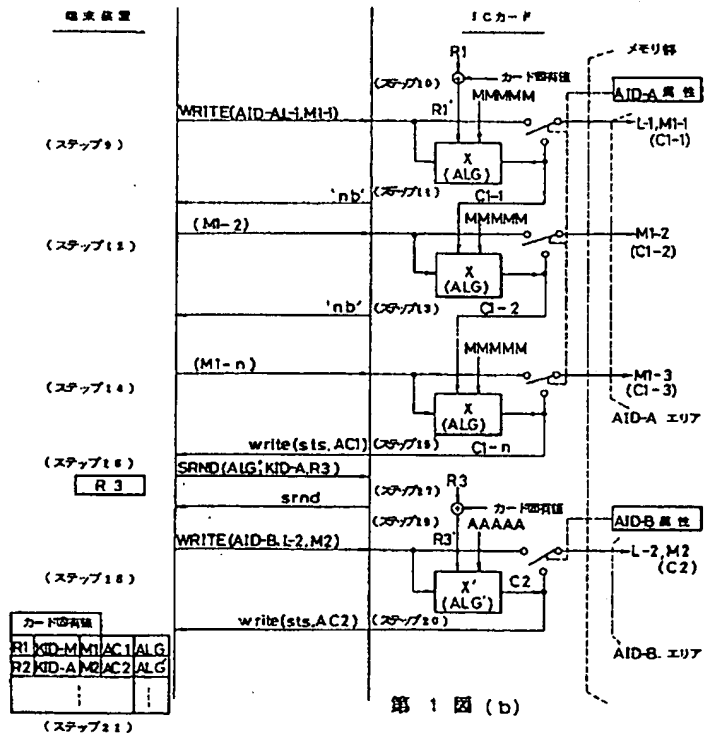 端末装置
ICカード
R1
メモリ部
(ステップ10)
カード固有値
AID-A 属性
MMMMM
R1'
WRITE(AID-A,L-1,M1-1)
L-1,M1-1
(C1-1)
(ステップ9)
X
(ALG)
'nb'
(ステップ11)
C1-1
(M1-2)
MMMMM
M1-2
(C1-2)
(ステップ12)
X
(ALG)
'nb'
(ステップ13)
C1-2
MMMMM
(M1-n)
M1-3
(C1-3)
(ステップ14)
X
(ALG)
AID-A エリア
write(sts,AC1)
(ステップ15)
C1-n
(ステップ16)
SRND(ALG',KID-A,R3)
R3
R3
(ステップ17)
srnd
カード固有値
AID-B 属性
(ステップ19)
R3'
AAAAA
WRITE(AID-B,L-2,M2)
L-2,M2
(C2)
(ステップ18)
X'
(ALG')
C2
write(sts,AC2)
(ステップ20)
カード固有値
R1 KID-M M1 AC1 ALG
R2 KID-A M2 AC2 ALG'
AID-B エリア
第 1 図 (b)
(ステップ21)